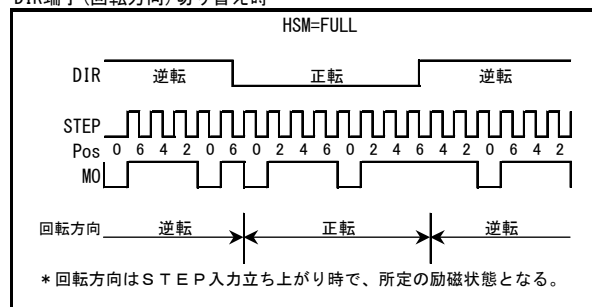 DIR端子(回転方向)切り替え時
HSM=FULL
DIR 逆転 正転 逆転
STEP
Pos 0 6 4 2 0 6 0 2 4 6 0 2 4 6 4 2 0 6 4 2
MO
回転方向 逆転 正転 逆転
*回転方向はSTEP入力立ち上がり時で、所定の励磁状態となる。